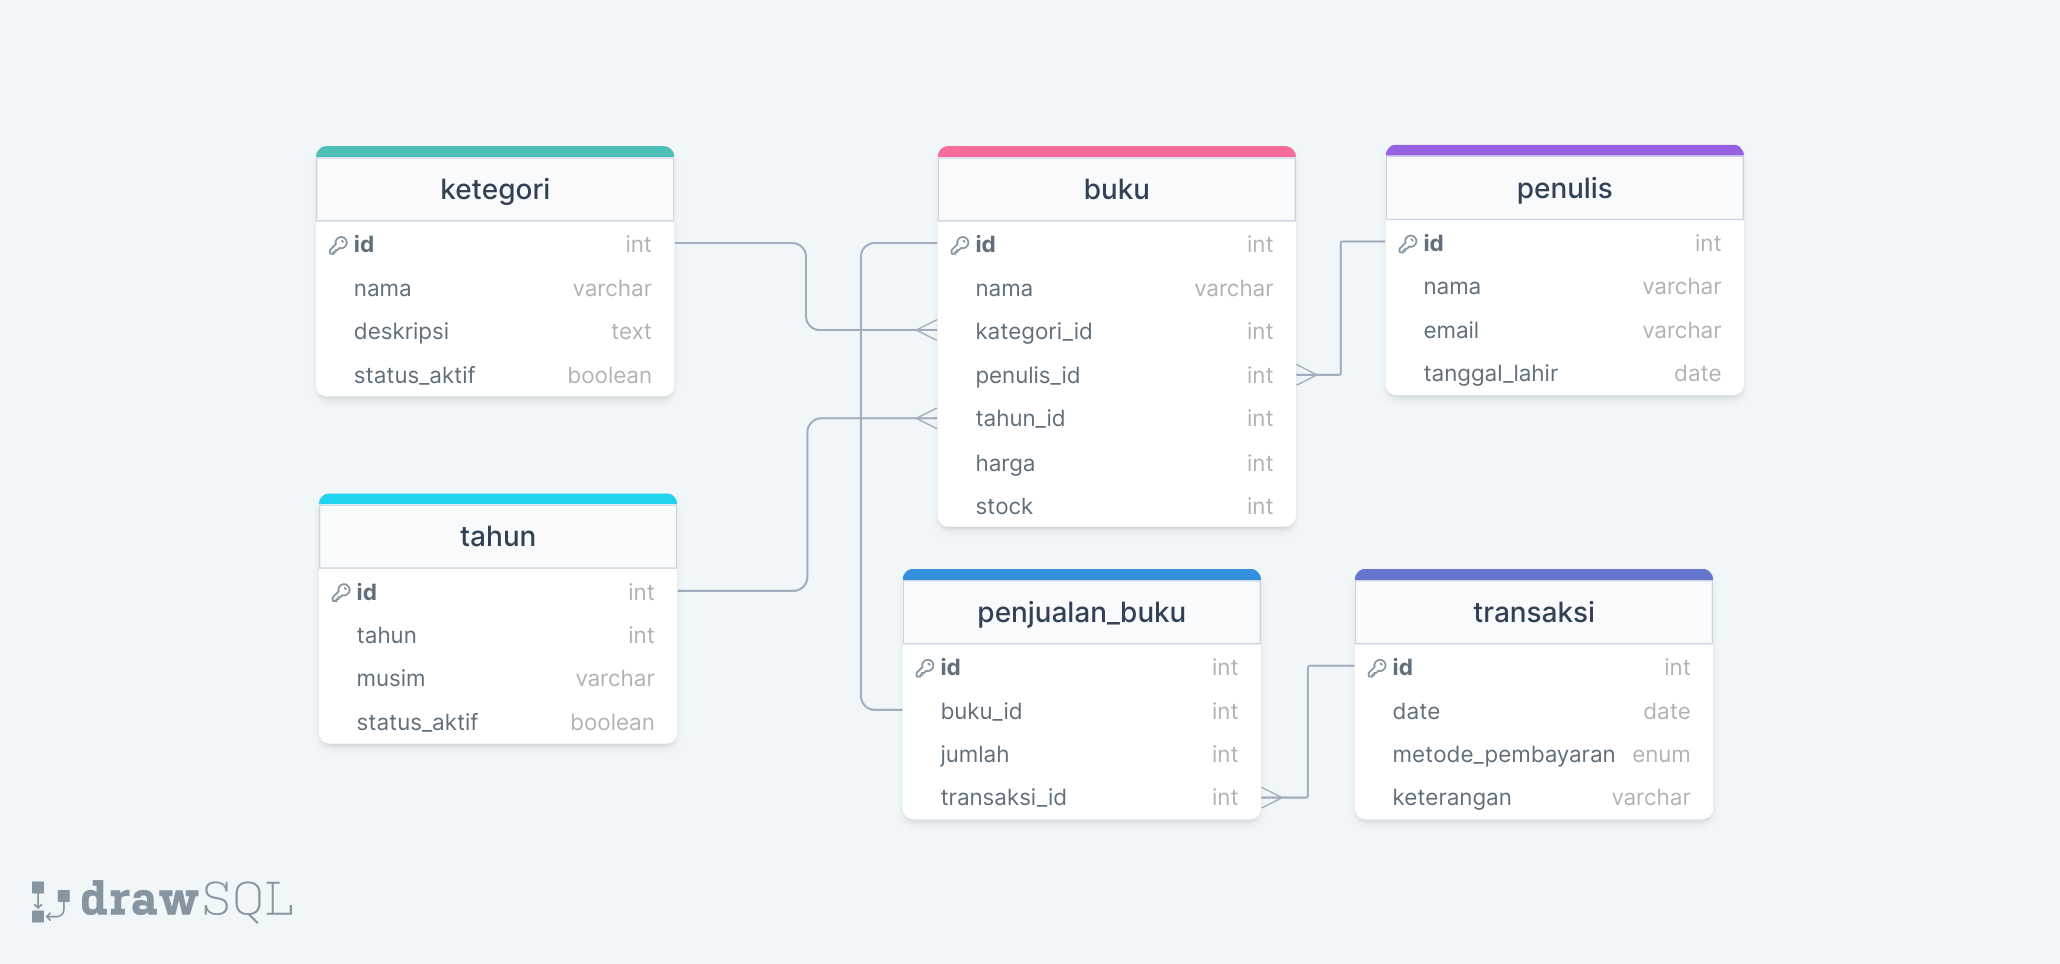 ketegori
id int
nama varchar
deskripsi text
status_aktif boolean
buku
id int
nama varchar
kategori_id int
penulis_id int
tahun_id int
harga int
stock int
penulis
id int
nama varchar
email varchar
tanggal_lahir date
tahun
id int
tahun int
musim varchar
status_aktif boolean
penjualan_buku
id int
buku_id int
jumlah int
transaksi_id int
transaksi
id int
date date
metode_pembayaran enum
keterangan varchar
drawSQL